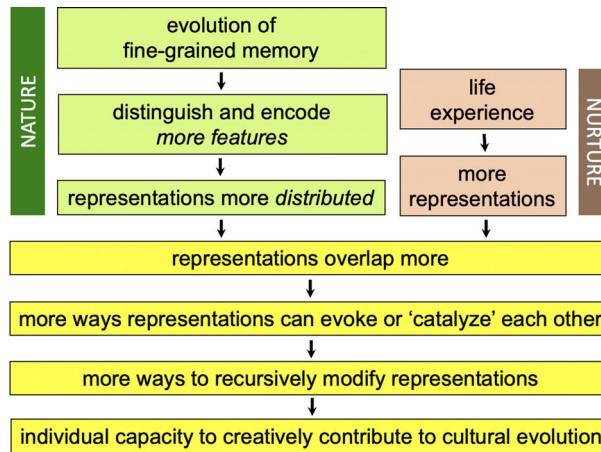 NATURE
evolution of
fine-grained memory
distinguish and encode
more features
representations more distributed
life
experience
more
representations
NURTURE
representations overlap more
more ways representations can evoke or ‘catalyze’ each other
more ways to recursively modify representations
individual capacity to creatively contribute to cultural evolution